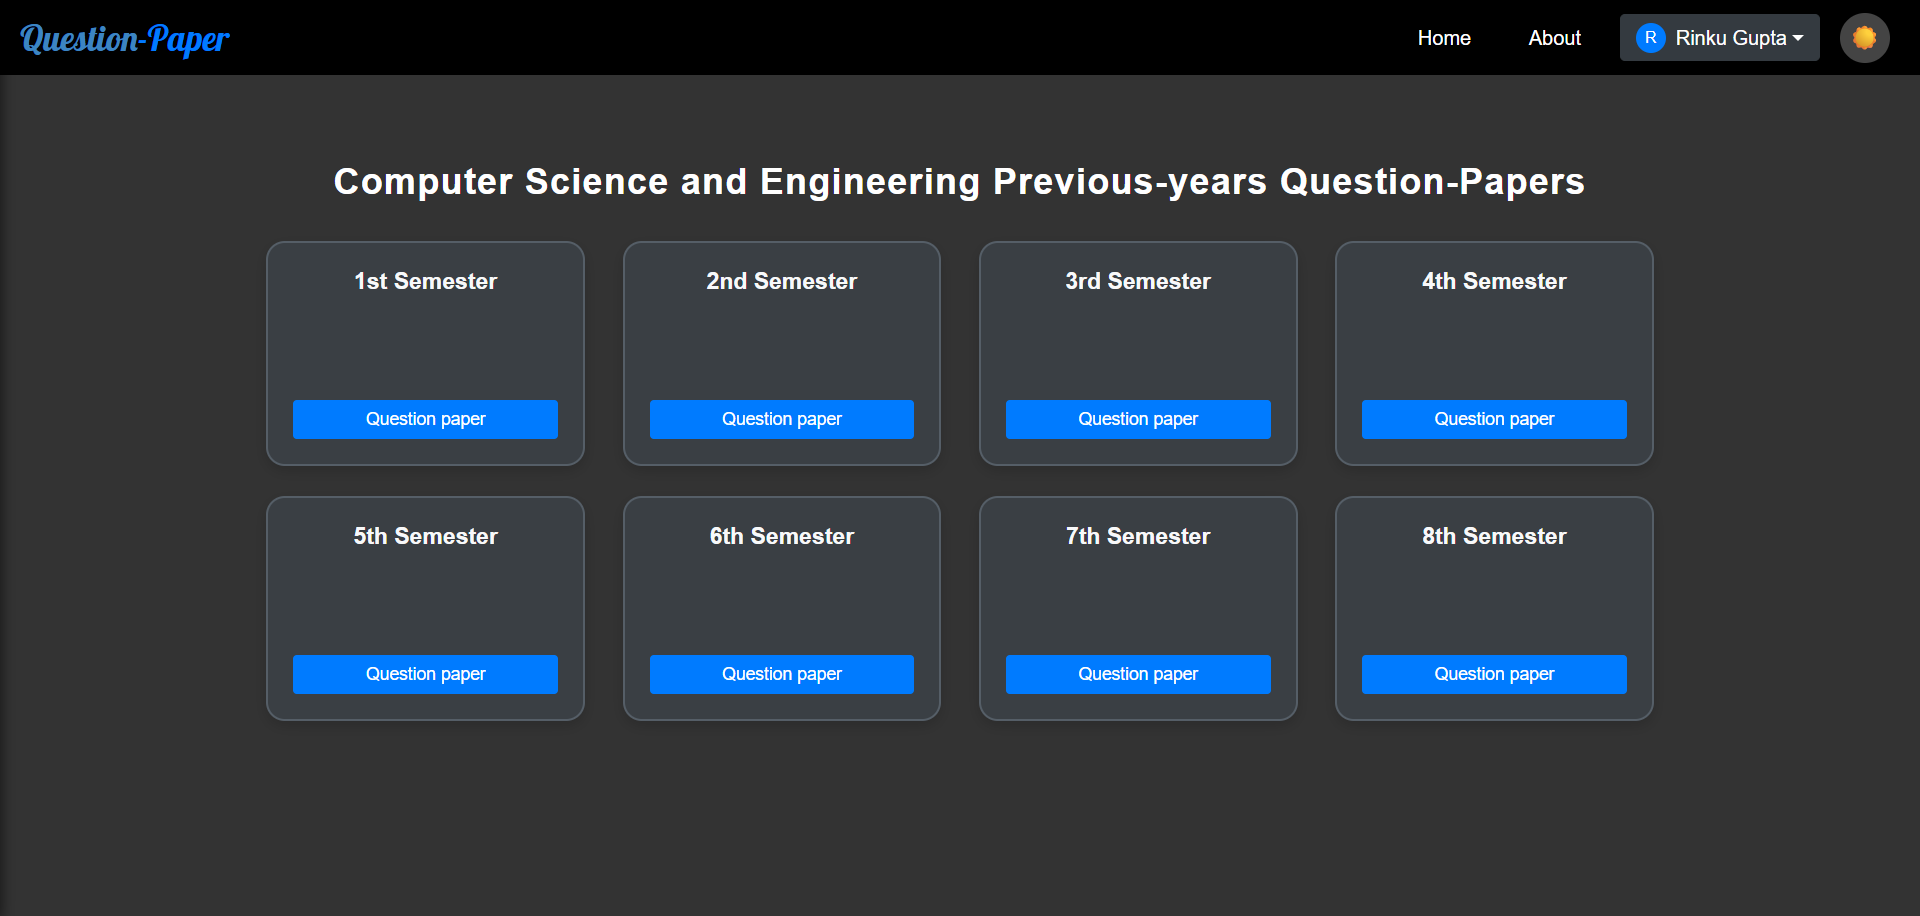 Question-Paper
Home
About
R
Rinku Gupta
Computer Science and Engineering Previous-years Question-Papers
1st Semester
2nd Semester
3rd Semester
4th Semester
Question paper
Question paper
Question paper
Question paper
5th Semester
6th Semester
7th Semester
8th Semester
Question paper
Question paper
Question paper
Question paper